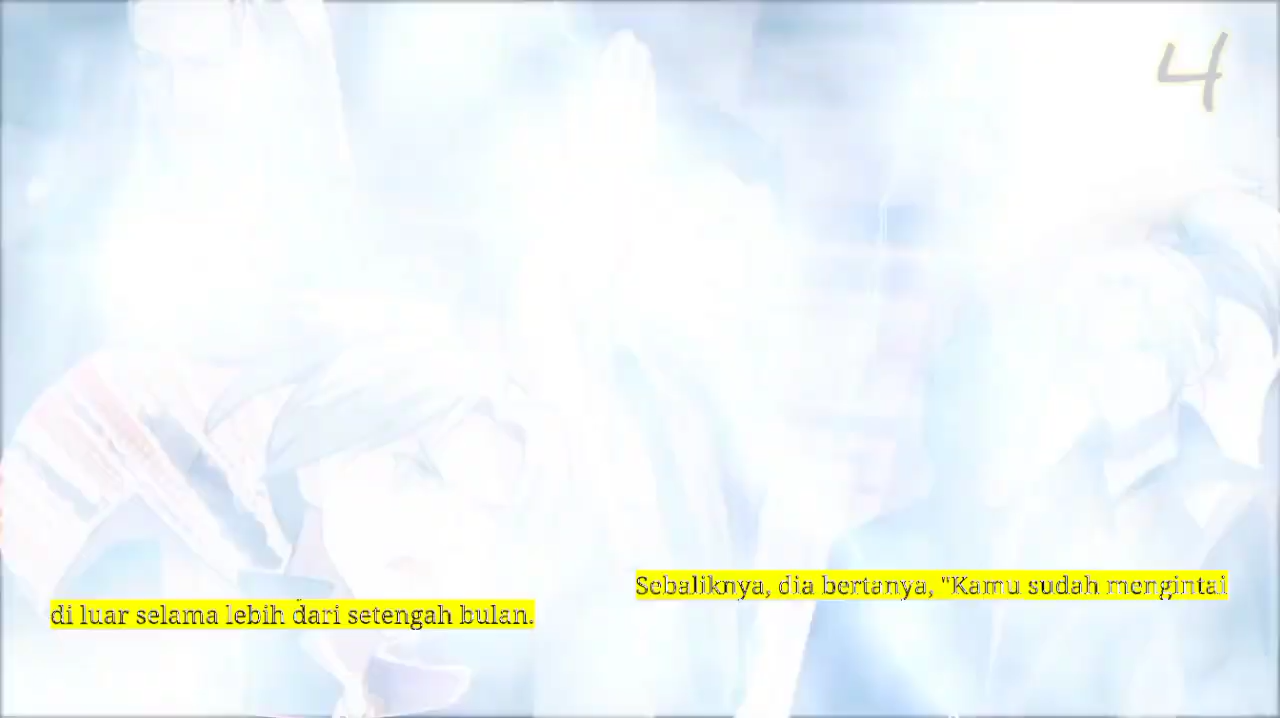 4
Sebaliknya, dia bertanya, "Kamu sudah mengintai
di luar selama lebih dari setengah bulan.